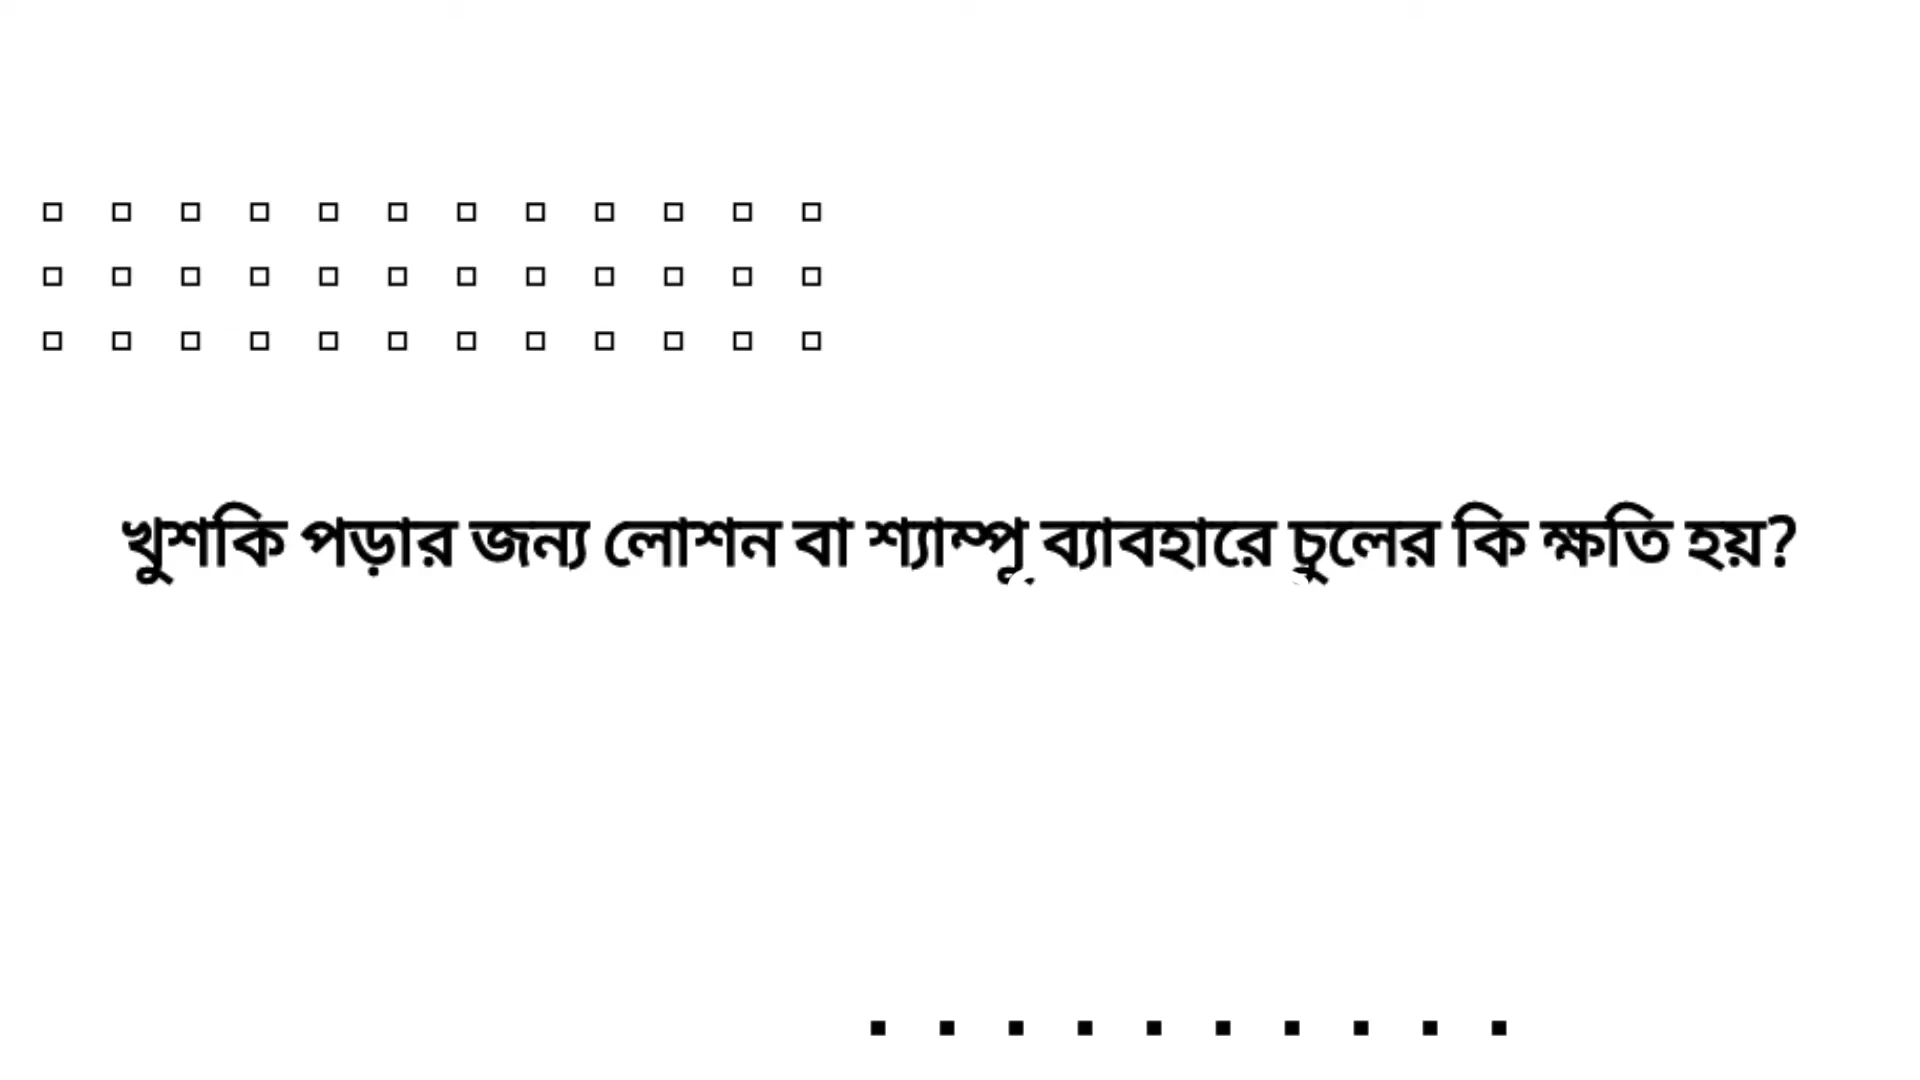 খুশকি পড়ার জন্য লোশন বা শ্যাম্পূ ব্যাবহারে চুলের কি ক্ষতি হয়?